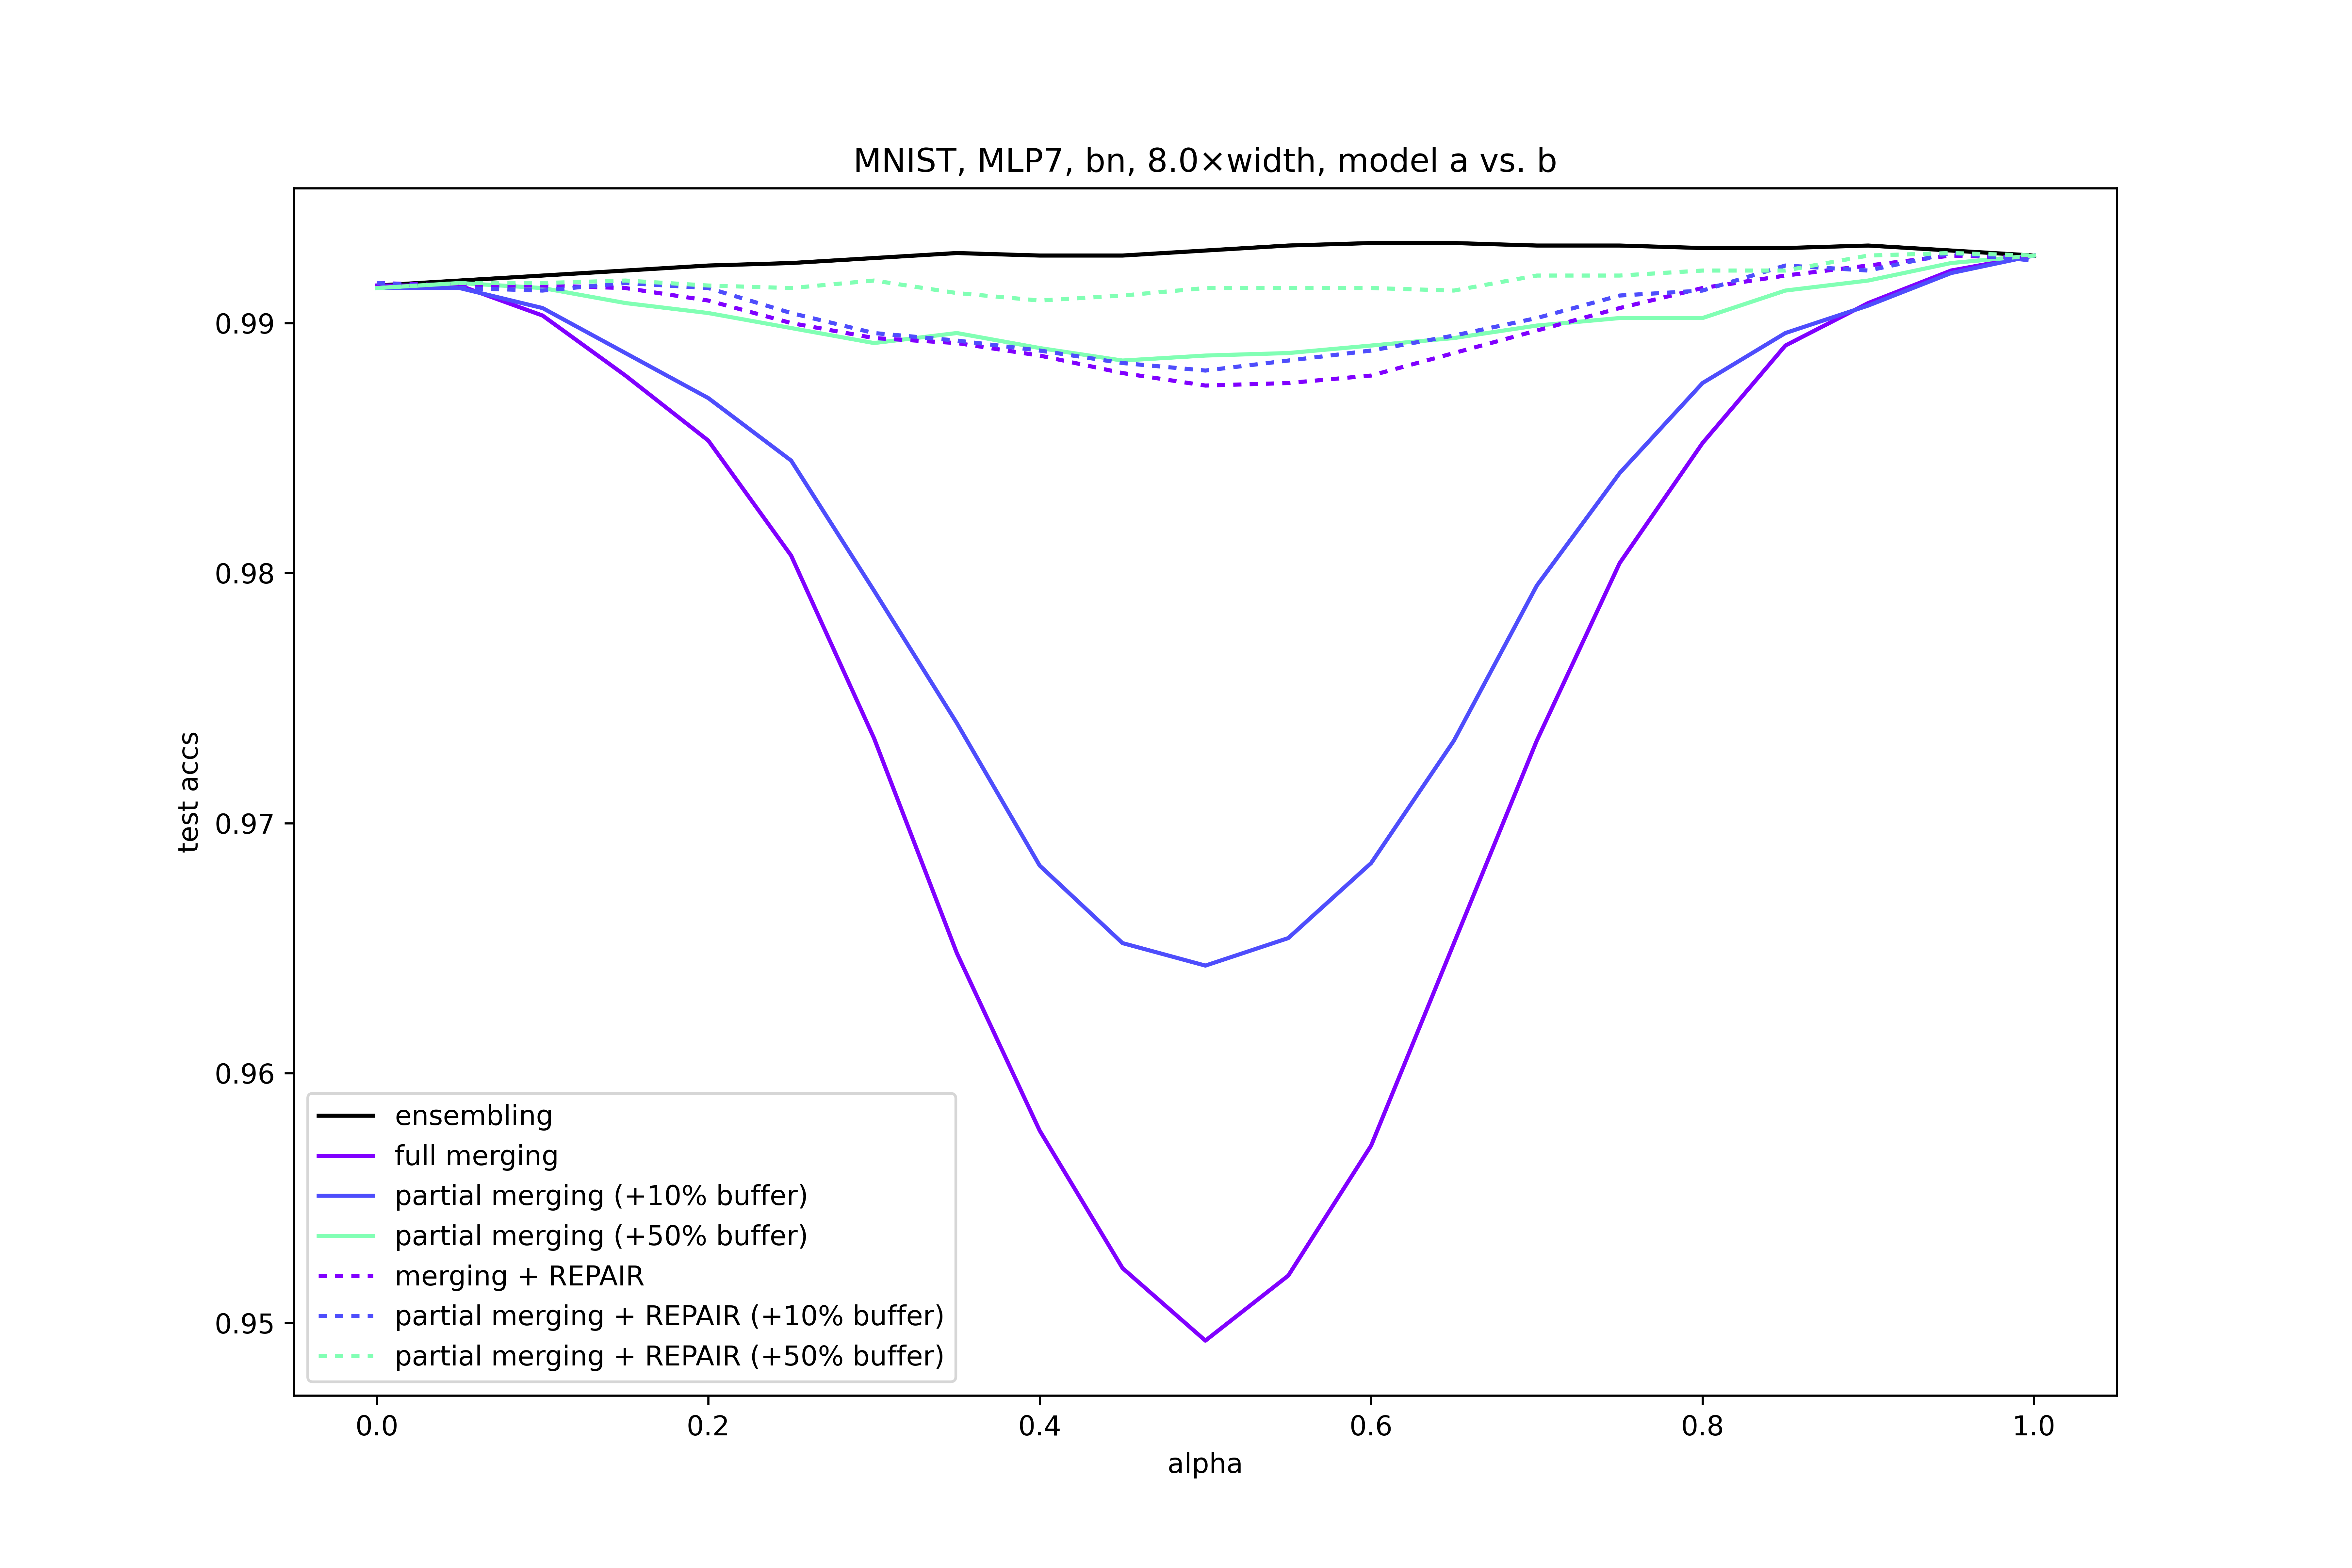 MNIST, MLP7, bn, 8.0×width, model a vs. b
test accs
0.99
0.98
0.97
0.96
0.95
ensembling
full merging
partial merging (+10% buffer)
partial merging (+50% buffer)
merging + REPAIR
partial merging + REPAIR (+10% buffer)
partial merging + REPAIR (+50% buffer)
0.0 0.2 0.4 0.6 0.8 1.0
alpha